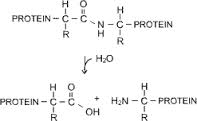 H O H
PROTEIN C C C PROTEIN
R N R
H
H2O
H O H
PROTEIN C C + H2N C PROTEIN
R OH R